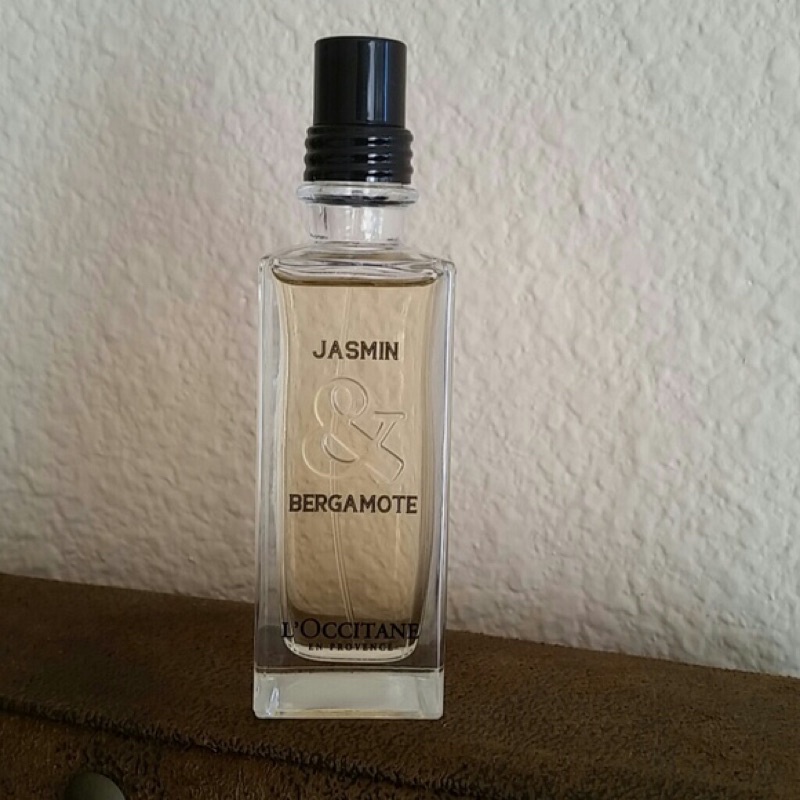 JASMIN
&
BERGAMOTE
L'OCCITANE
EN PROVENCE